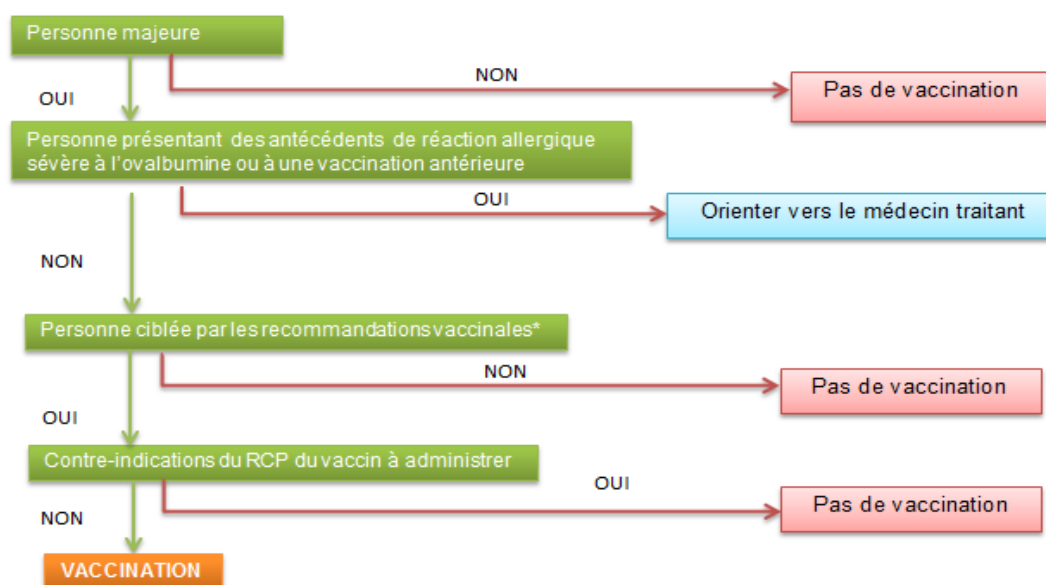 Personne majeure
NON
Pas de vaccination
OUI
Personne présentant des antécédents de réaction allergique
sévère à l'ovalbumine ou à une vaccination antérieure
OUI
Orienter vers le médecin traitant
NON
Personne ciblée par les recommandations vaccinales*
NON
Pas de vaccination
OUI
Contre-indications du RCP du vaccin à administrer
OUI
Pas de vaccination
NON
VACCINATION